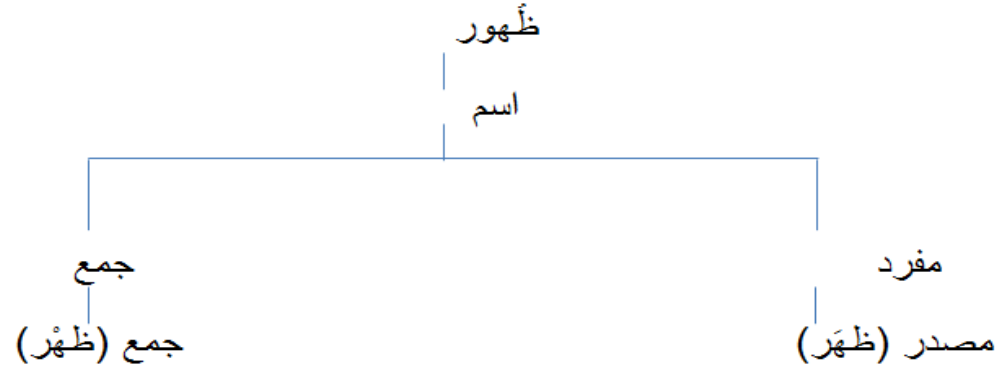 ظُهور
اسم
مفرد
جمع
مصدر (ظهَر)
جمع (ظهْر)